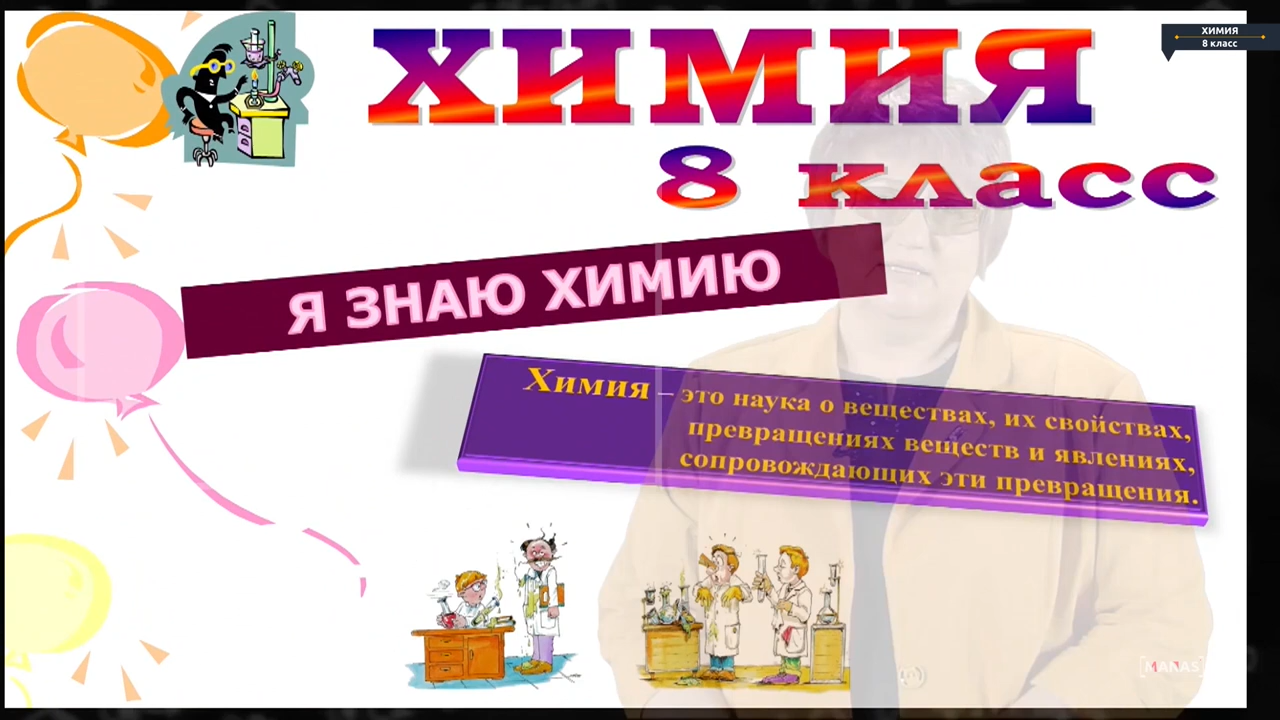 ХИМИЯ
8 класс
ХИМИЯ
8 класс
Я ЗНАЮ ХИМИЮ
Химия – это наука о веществах, их свойствах,
превращениях веществ и явлениях,
сопровождающих эти превращения.
[MANAS]